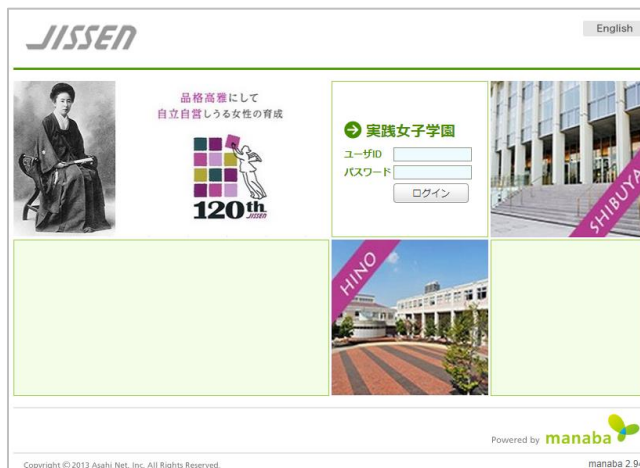 JISSEN
English
品格高雅にして
自立自営しうる女性の育成
120th
JISSEN
実践女子学園
ユーザID
パスワード
ログイン
SHIBUYA
HINO
Powered by manaba
Copyright © 2013 Asahi Net, Inc. All Rights Reserved.
manaba 2.94